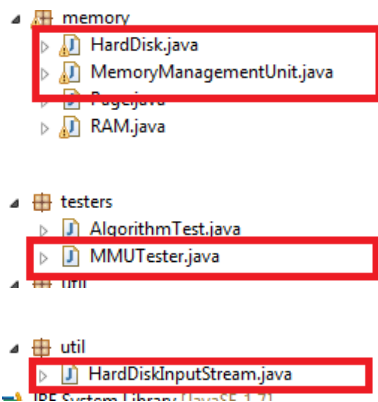 memory
HardDisk.java
MemoryManagementUnit.java
Page.java
RAM.java
testers
AlgorithmTest.java
MMUTester.java
util
util
HardDiskInputStream.java
JRE System Library [JavaSE-1.7]